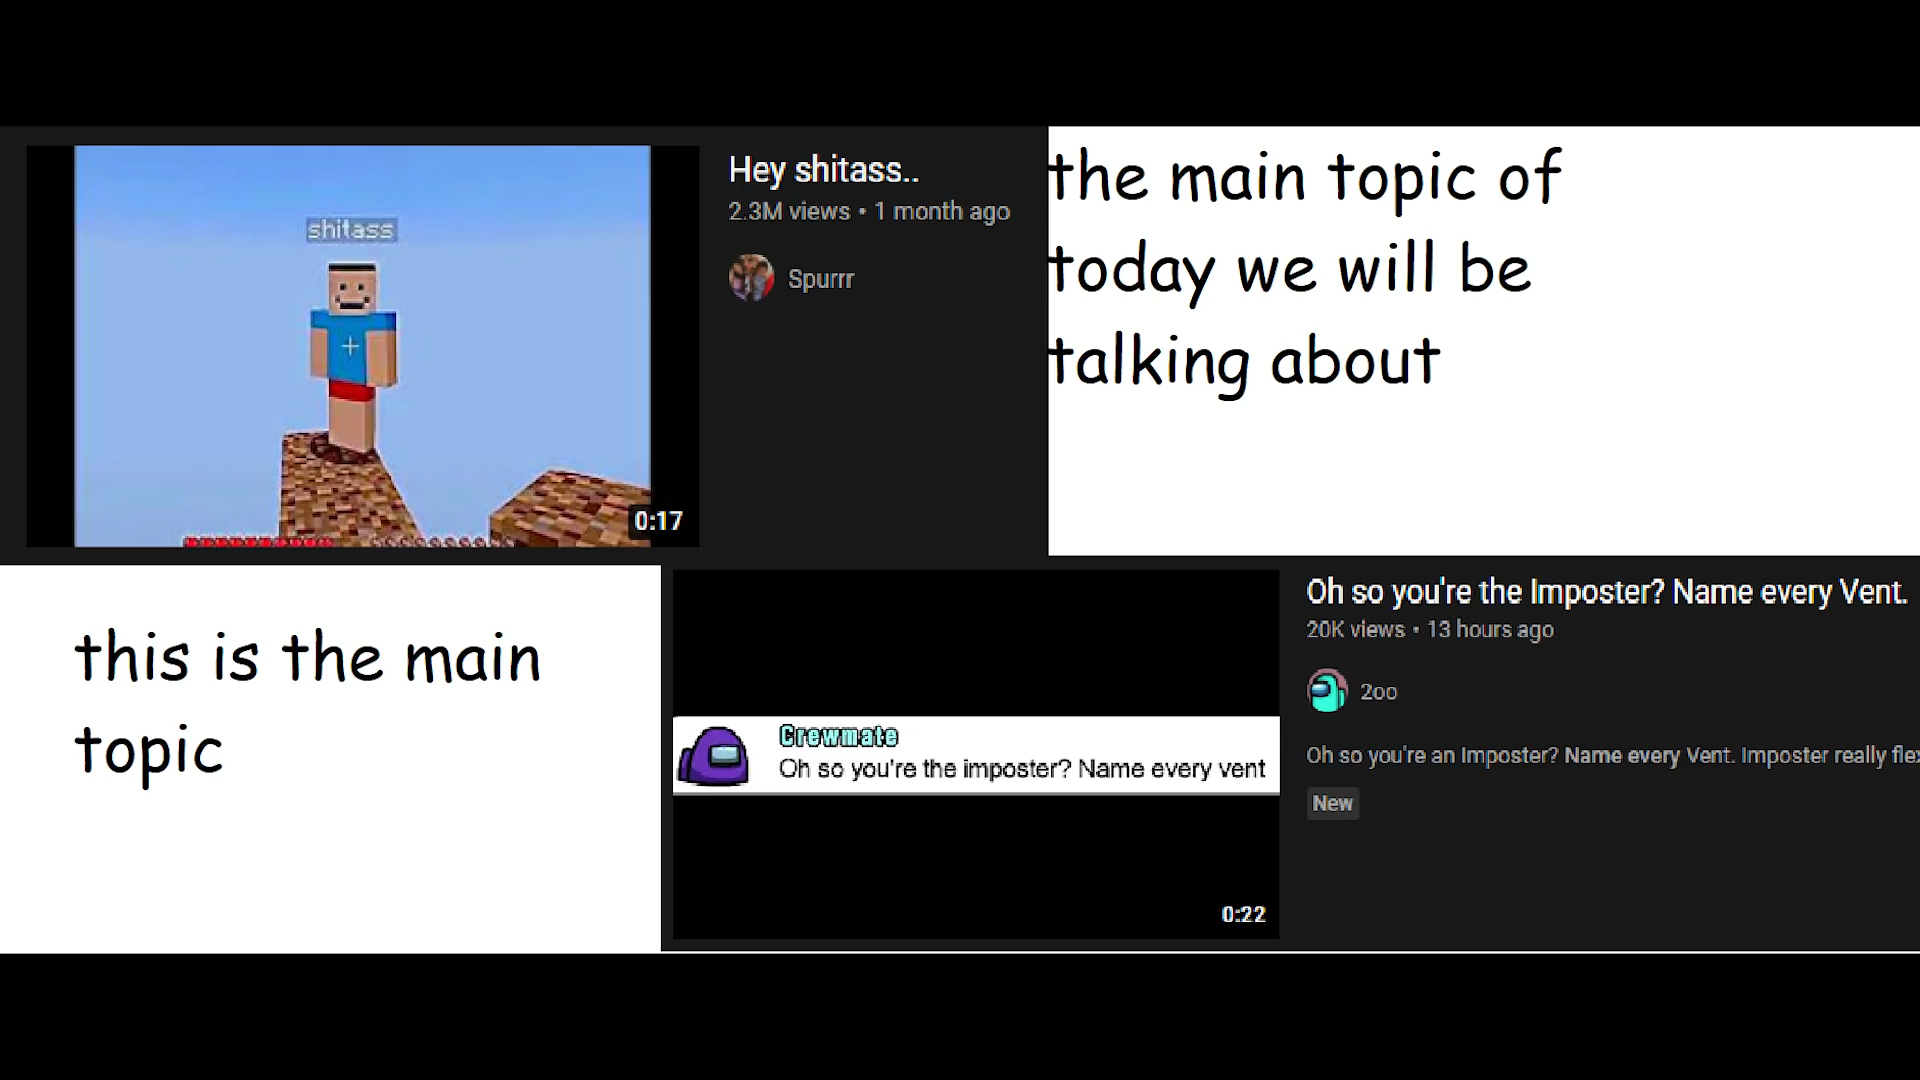 shitass
0:17
Hey shitass..
2.3M views • 1 month ago
Spurrr
the main topic of
today we will be
talking about
this is the main
topic
Crewmate
Oh so you're the imposter? Name every vent
0:22
Oh so you're the Imposter? Name every Vent.
20K views • 13 hours ago
2oo
Oh so you're an Imposter? Name every Vent. Imposter really fle
New